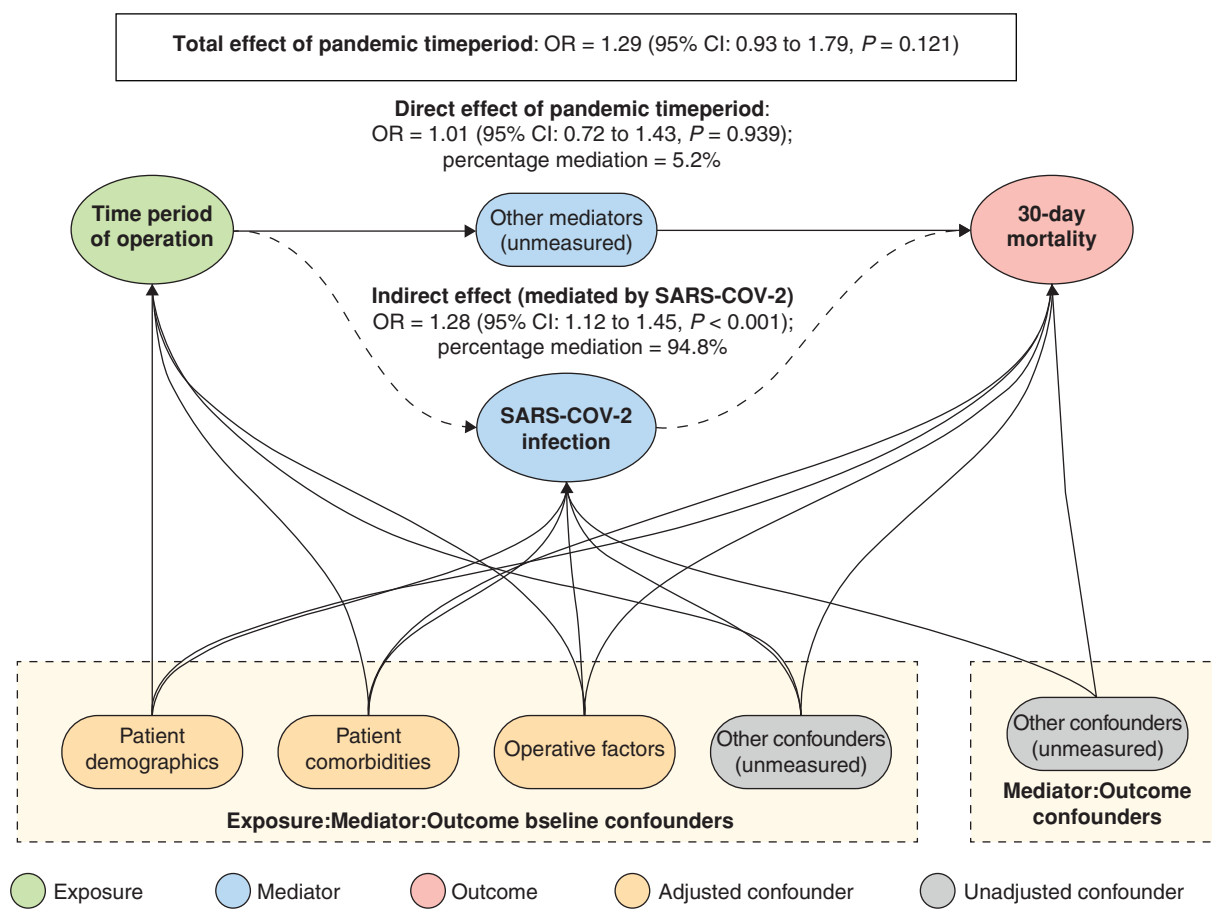 Total effect of pandemic timeperiod: OR = 1.29 (95% CI: 0.93 to 1.79, P = 0.121)
Direct effect of pandemic timeperiod:
OR = 1.01 (95% CI: 0.72 to 1.43, P = 0.939);
percentage mediation = 5.2%
Time period
of operation
Other mediators
(unmeasured)
30-day
mortality
Indirect effect (mediated by SARS-COV-2)
OR = 1.28 (95% CI: 1.12 to 1.45, P < 0.001);
percentage mediation = 94.8%
SARS-COV-2
infection
Patient
demographics
Patient
comorbidities
Operative factors
Other confounders
(unmeasured)
Exposure:Mediator:Outcome bseline confounders
Other confounders
(unmeasured)
Mediator:Outcome
confounders
Exposure
Mediator
Outcome
Adjusted confounder
Unadjusted confounder